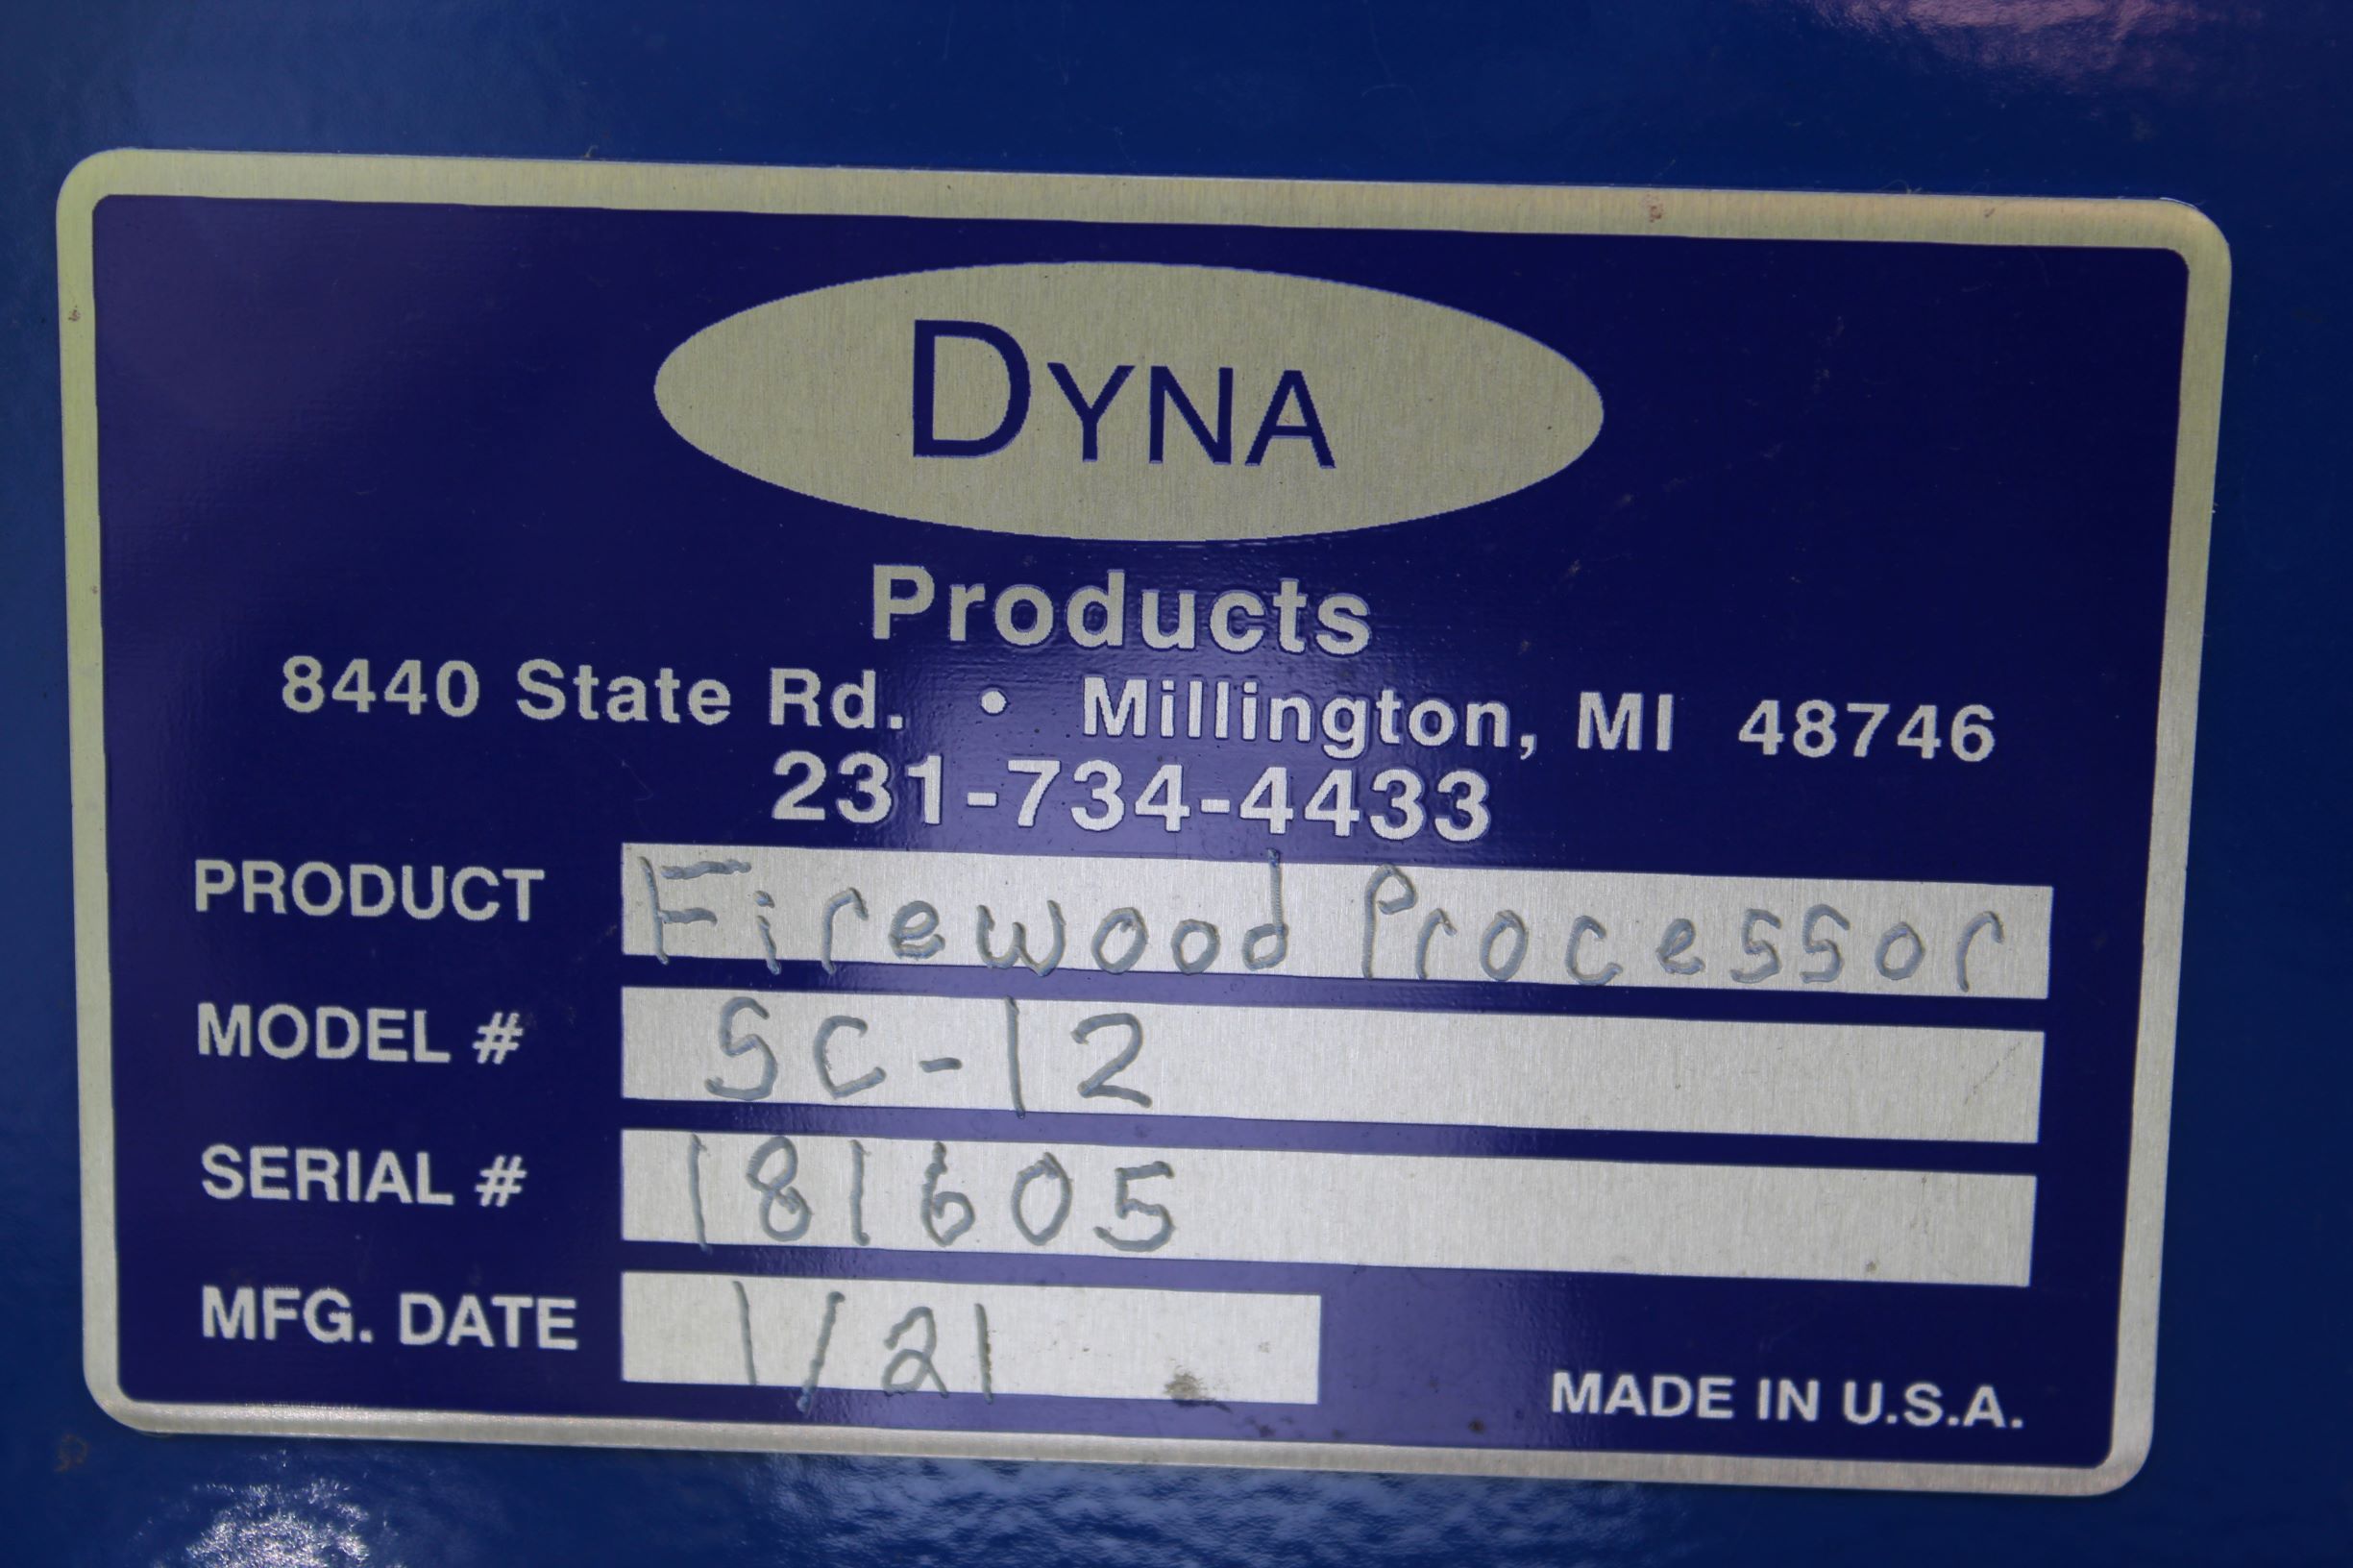 DYNA
Products
8440 State Rd. • Millington, MI 48746
231-734-4433
PRODUCT Firewood Processor
MODEL # SC-12
SERIAL # 181605
MFG. DATE 1/21
MADE IN U.S.A.